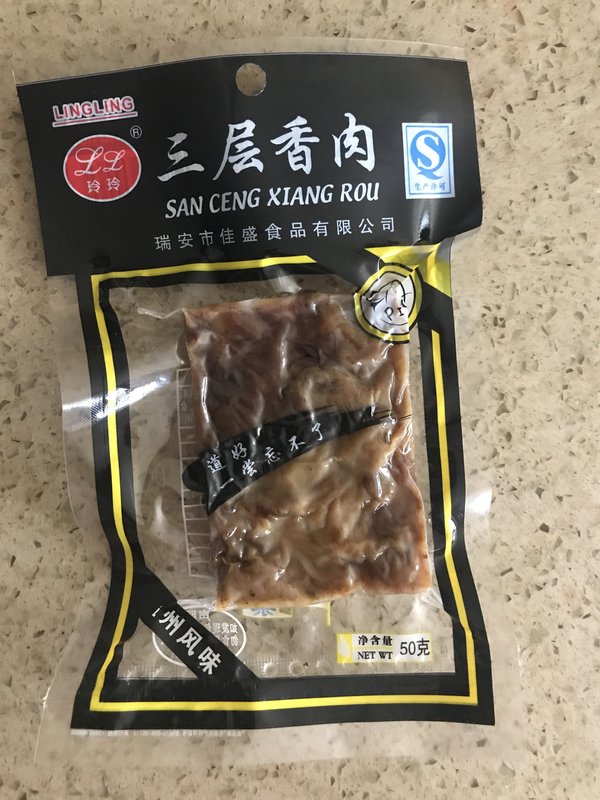 LINGLING
LL
®
玲玲
三层香肉
SAN CENG XIANG ROU
生产许可
瑞安市佳盛食品有限公司
道好
一尝忘不了
州风味
净含量
NET WT 50克